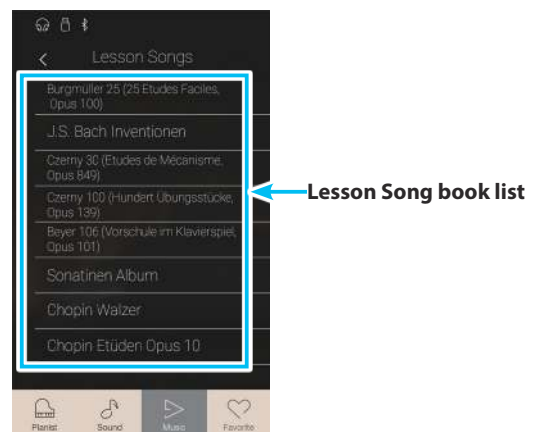 Lesson Songs
Burgmüller 25 (25 Etudes Faciles,
Opus 100)
J.S. Bach Inventionen
Czerny 30 (Etudes de Mécanisme,
Opus 849)
Czerny 100 (Hundert Übungsstücke,
Opus 139)
Beyer 106 (Vorschule im Klavierspiel,
Opus 101)
Sonatinen Album
Chopin Walzer
Chopin Etüden Opus 10
Lesson Song book list
Pianist Sound Music Favorite